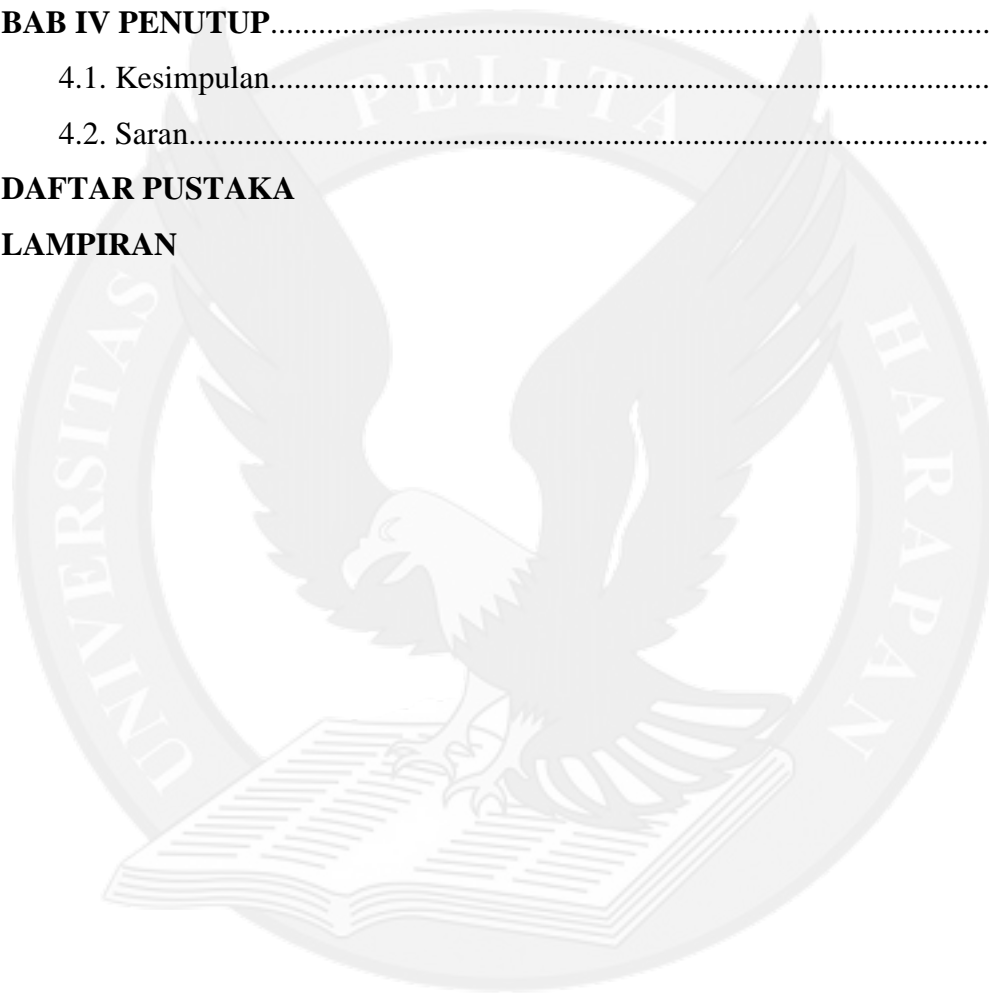 BAB IV PENUTUP................................................................................................
4.1. Kesimpulan................................................................................................
4.2. Saran................................................................................................
DAFTAR PUSTAKA
LAMPIRAN
UNIVERSITAS PELITA HARAPAN